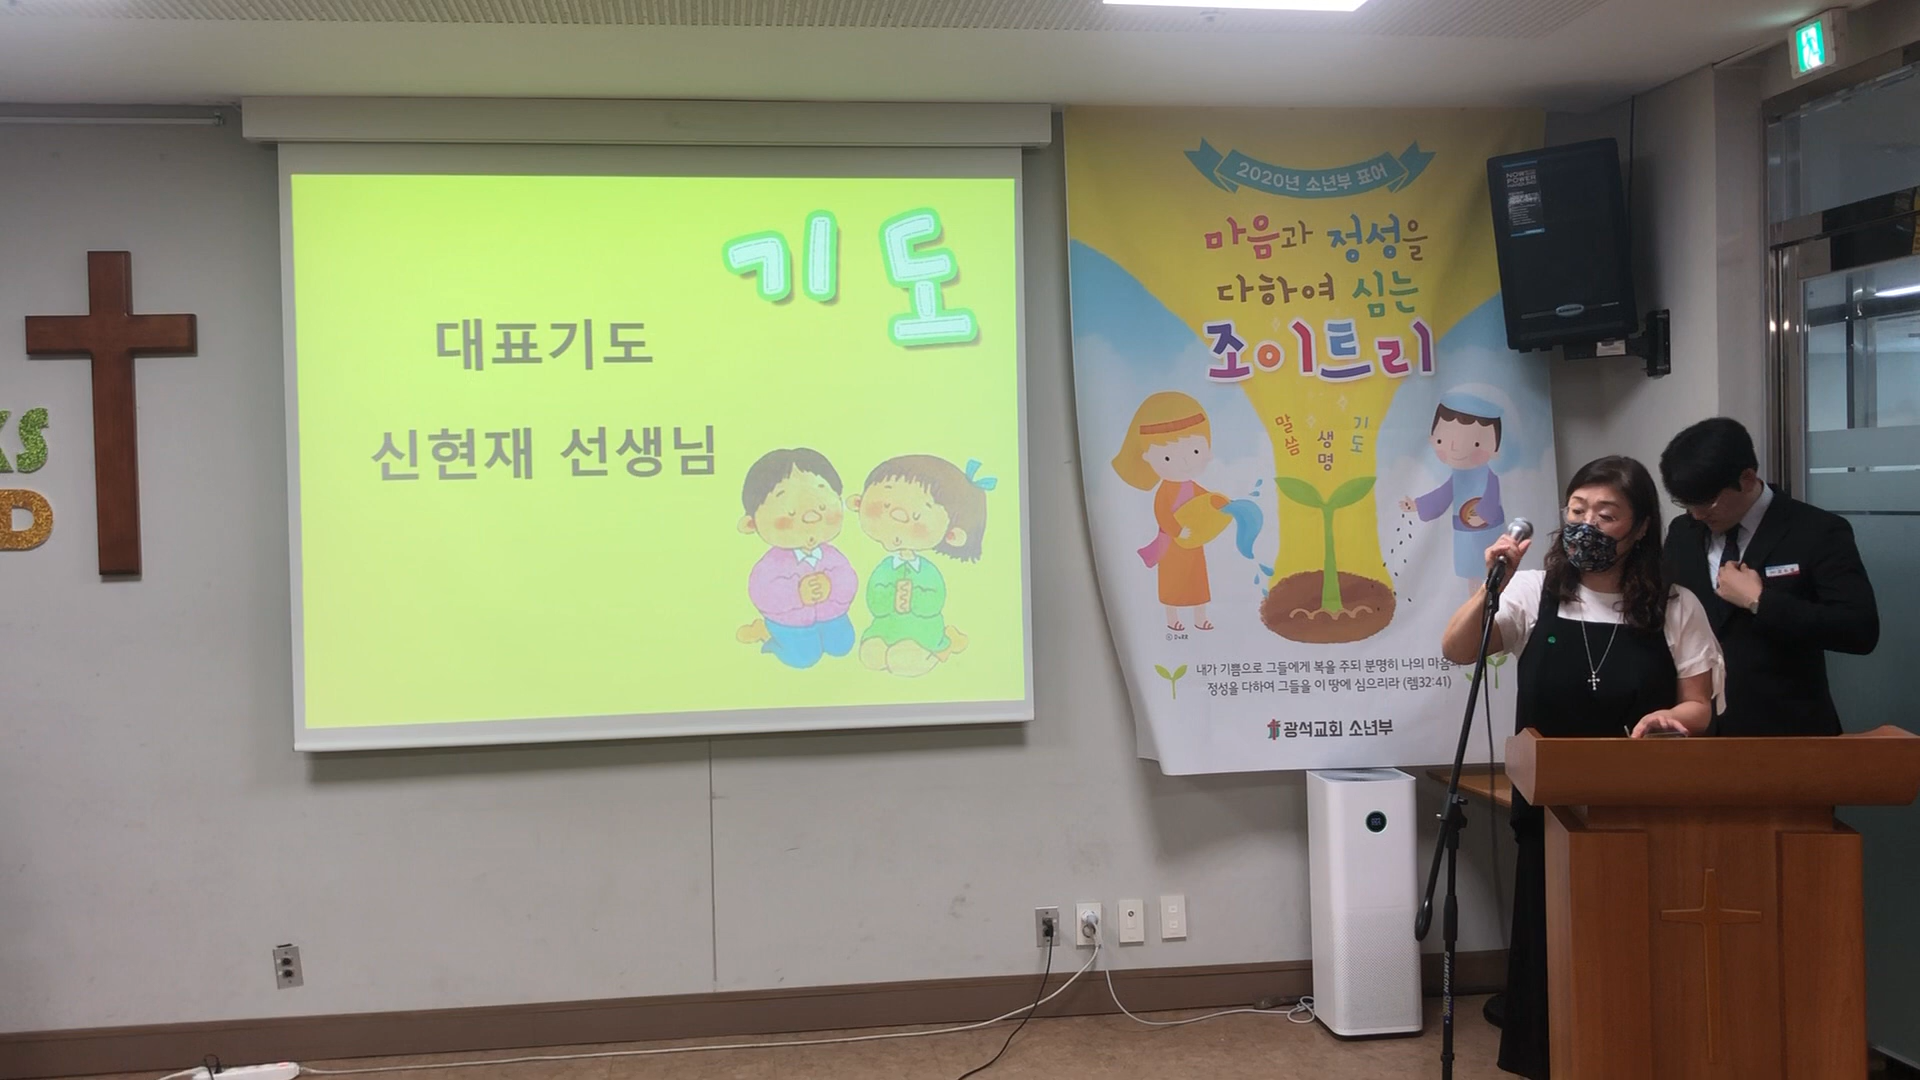 KS
D
기도
대표기도
신현재 선생님
2020년 소년부 표어
마음과 정성을
다하여 심는
조이트리
말씀
생명
기도
내가 기쁨으로 그들에게 복을 주되 분명히 나의 마음과
정성을 다하여 그들을 이 땅에 심으리라 (렘32:41)
광석교회 소년부
NOW
POWER
SAMSON